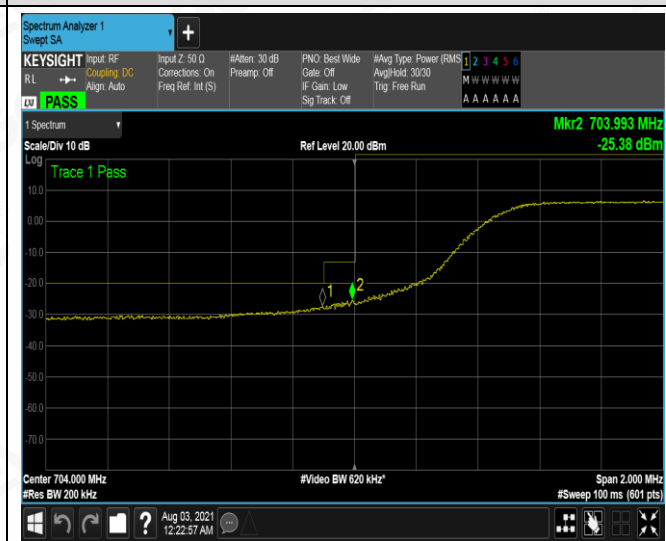 Spectrum Analyzer 1
Swept SA
+
KEYSIGHT
RL
LXI PASS
Input: RF
Coupling: DC
Align: Auto
Input Z: 50 Ω
Corrections: On
Freq Ref: Int (S)
#Atten: 30 dB
Preamp: Off
PNO: Best Wide
Gate: Off
IF Gain: Low
Sig Track: Off
#Avg Type: Power (RMS
Avg|Hold: 30/30
Trig: Free Run
1 2 3 4 5 6
M W W W W W
A A A A A A
1 Spectrum
Mkr2 703.993 MHz
Scale/Div 10 dB
Ref Level 20.00 dBm
-25.38 dBm
Log
Trace 1 Pass
10.0
0.00
-10.0
-20.0
1
2
-30.0
-40.0
-50.0
-60.0
-70.0
Center 704.000 MHz
#Video BW 620 kHz*
Span 2.000 MHz
#Res BW 200 kHz
#Sweep 100 ms (601 pts)
?
Aug 03, 2021
12:22:57 AM